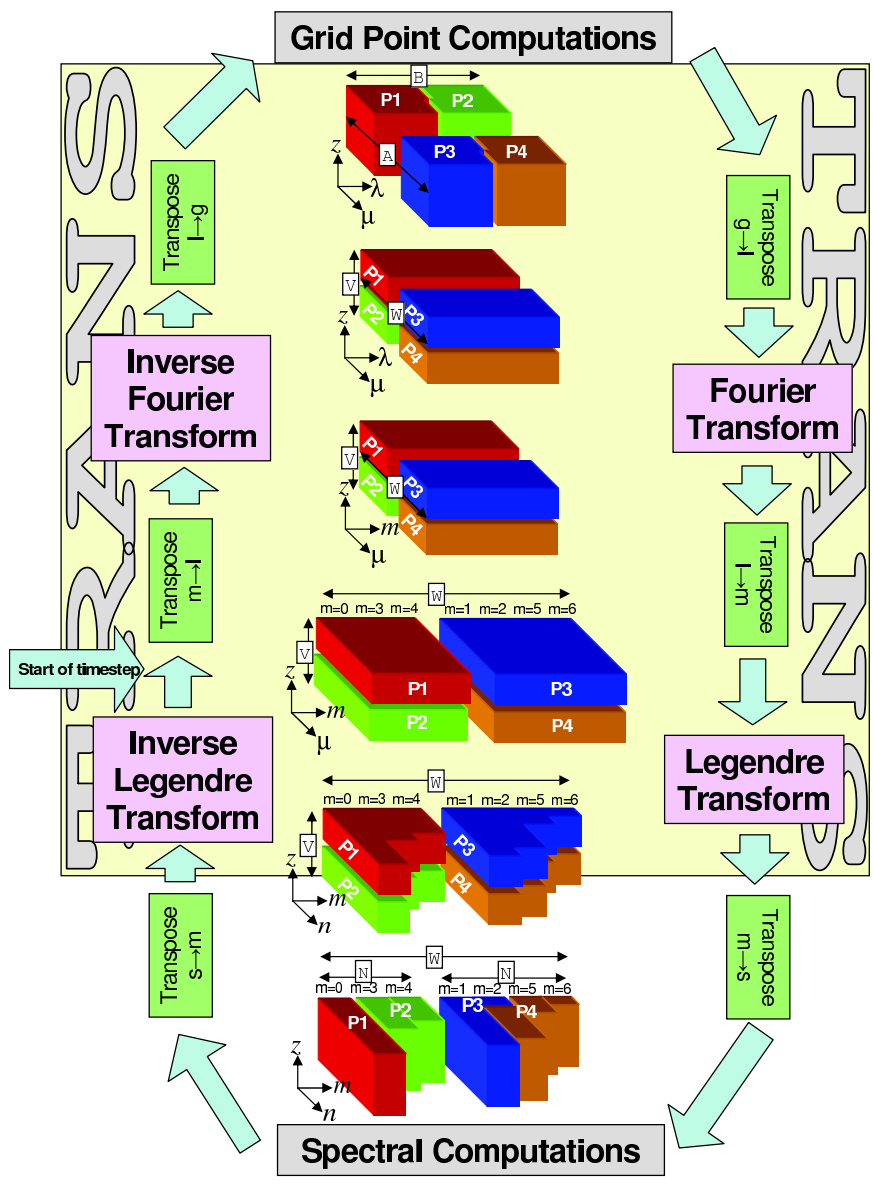 Grid Point Computations
TRANS
TRANS
B
P1
P2
A
P3
P4
z
λ
μ
Transpose
l→g
Transpose
g→l
V
P1
P2
W
P3
P4
z
λ
μ
Inverse
Fourier
Transform
Fourier
Transform
V
P1
P2
W
P3
P4
z
m
μ
Transpose
m→l
Transpose
l→m
W
m=0 m=3 m=4 m=1 m=2 m=5 m=6
V
P1
P3
P2
P4
z
m
μ
Start of timestep
Inverse
Legendre
Transform
Legendre
Transform
W
m=0 m=3 m=4 m=1 m=2 m=5 m=6
V
P1
P3
P2
P4
z
m
n
Transpose
s→m
Transpose
m→s
W
N
N
m=0 m=3 m=4 m=1 m=2 m=5 m=6
P1
P2
P3
P4
z
m
n
Spectral Computations